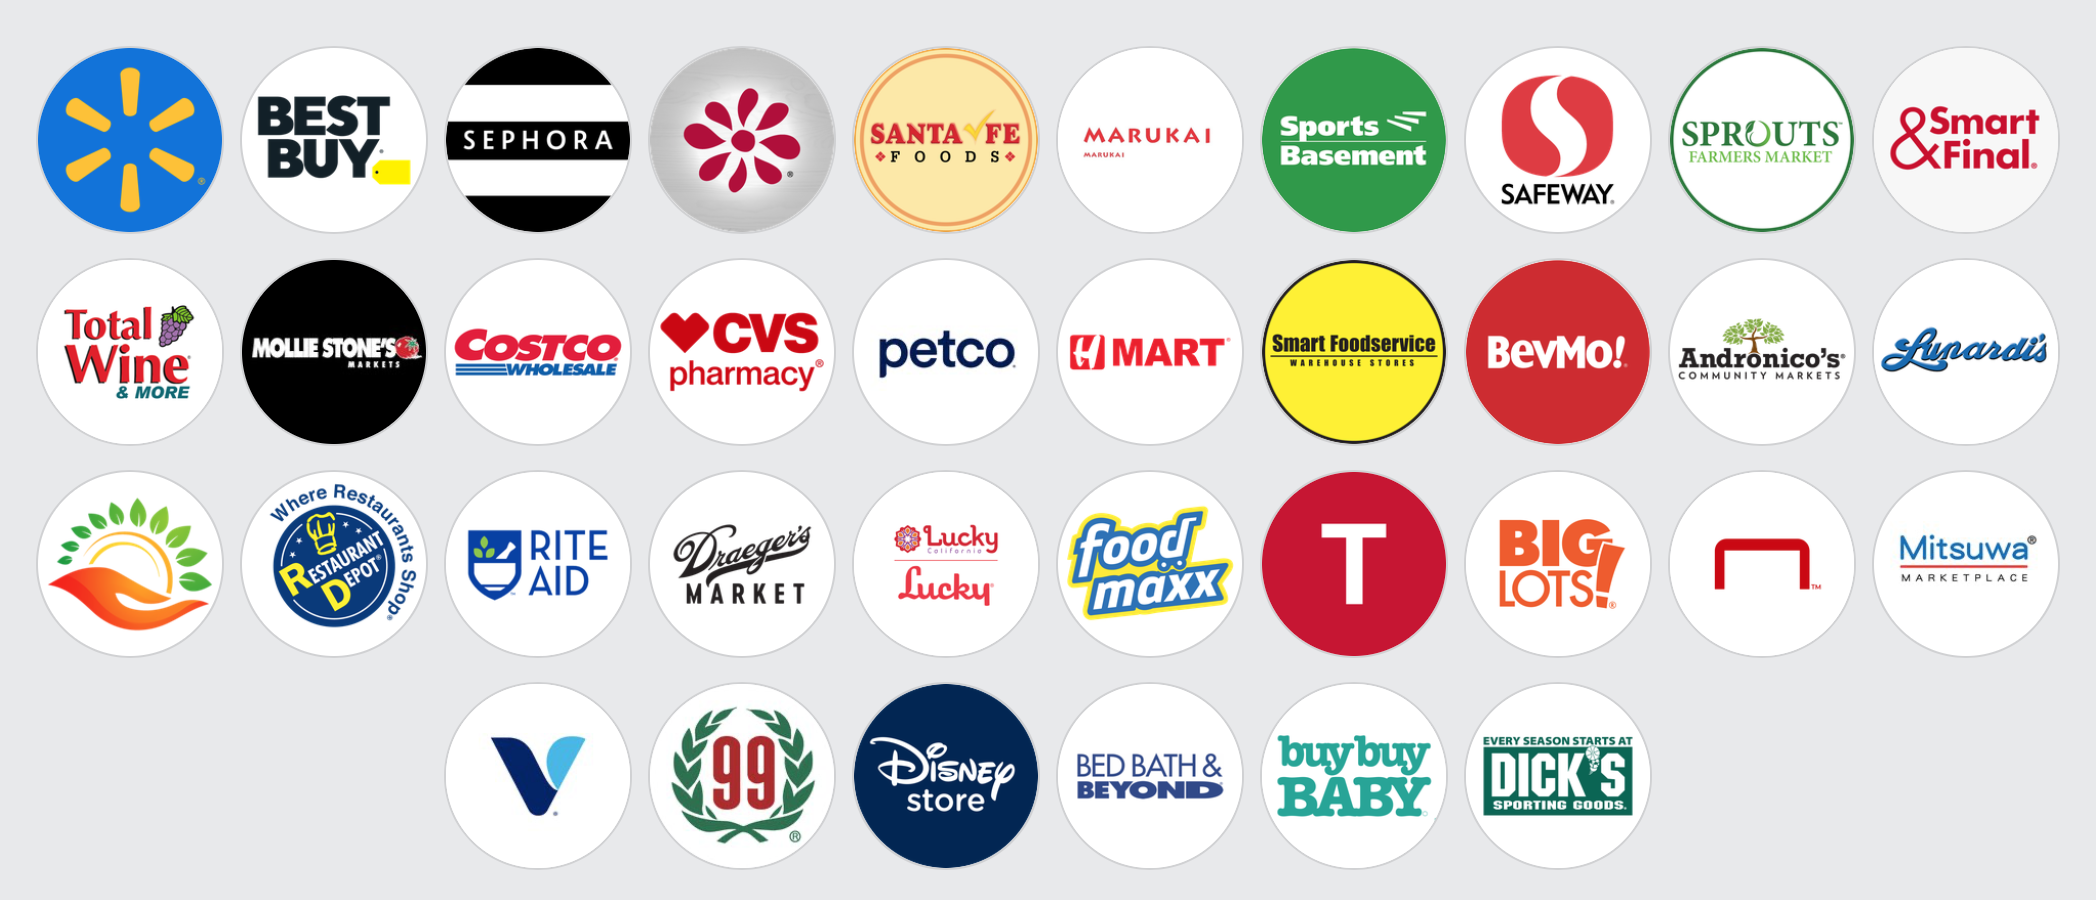 BEST
BUY
SEPHORA
SANTA FE
FOODS
MARUKAI
MARUKAI
Sports
Basement
SAFEWAY
SPROUTS
FARMERS MARKET
&Smart
Final
Total
Wine
& MORE
MOLLIE STONE'S
MARKETS
COSTCO
WHOLESALE
CVS
pharmacy®
petco
H MART
Smart Foodservice
WAREHOUSE STORES
BevMo!
Andronico's
COMMUNITY MARKETS
Lunardi's
Where Restaurants Shop
RESTAURANT
DEPOT
RITE
AID
Draeger's
MARKET
Lucky
California
Lucky
food
maxx
T
BIG
LOTS!
TM
Mitsuwa®
MARKETPLACE
V
99
®
Disney
store
BED BATH &
BEYOND
buy buy
BABY
EVERY SEASON STARTS AT
DICK'S
SPORTING GOODS